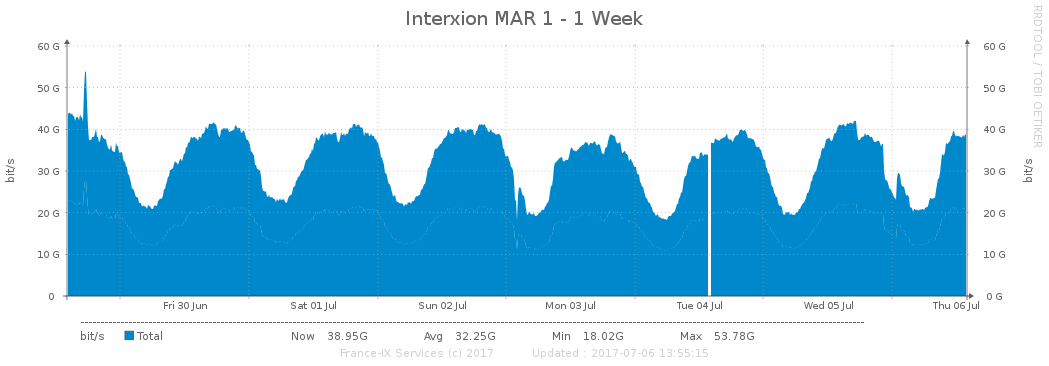 Interxion MAR 1 - 1 Week
RRDTOOL / TOBI OETIKER
60 G 60 G
50 G 50 G
40 G 40 G
30 G 30 G
20 G 20 G
10 G 10 G
0 0 G
bit/s bit/s
Fri 30 Jun Sat 01 Jul Sun 02 Jul Mon 03 Jul Tue 04 Jul Wed 05 Jul Thu 06 Jul
bit/s Total Now 38.95G Avg 32.25G Min 18.02G Max 53.78G
France-IX Services (c) 2017 Updated : 2017-07-06 13:55:15